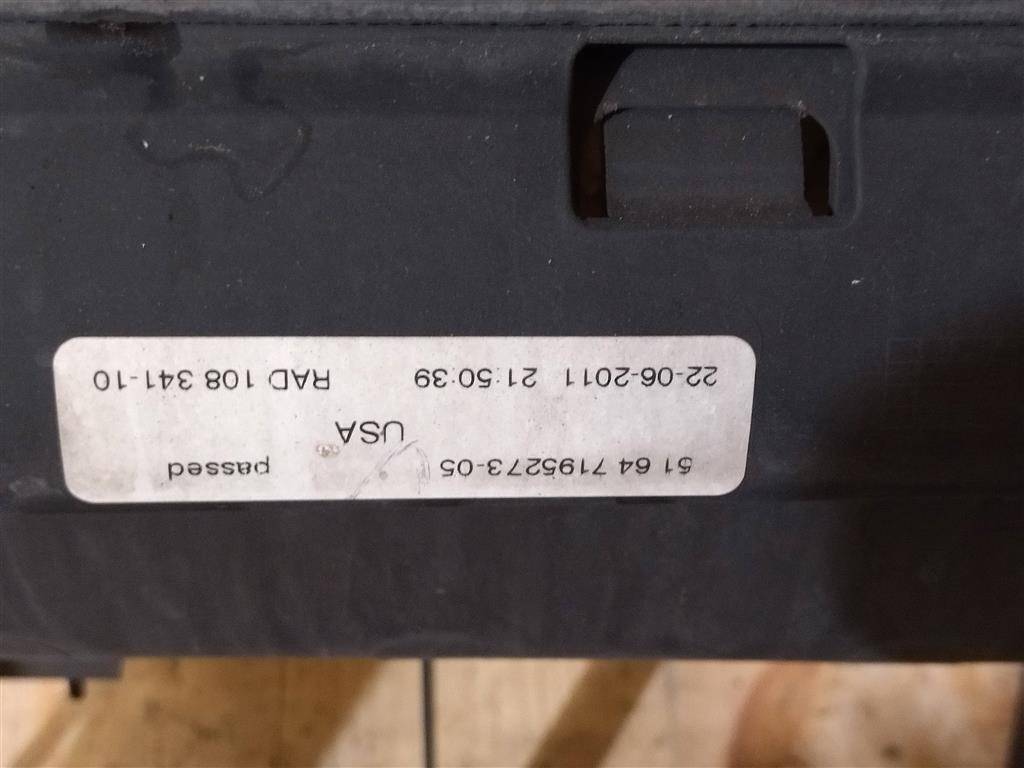 51 64 7195273-05 passed
USA
22-06-2011 21:50:39 RAD 108 341-10